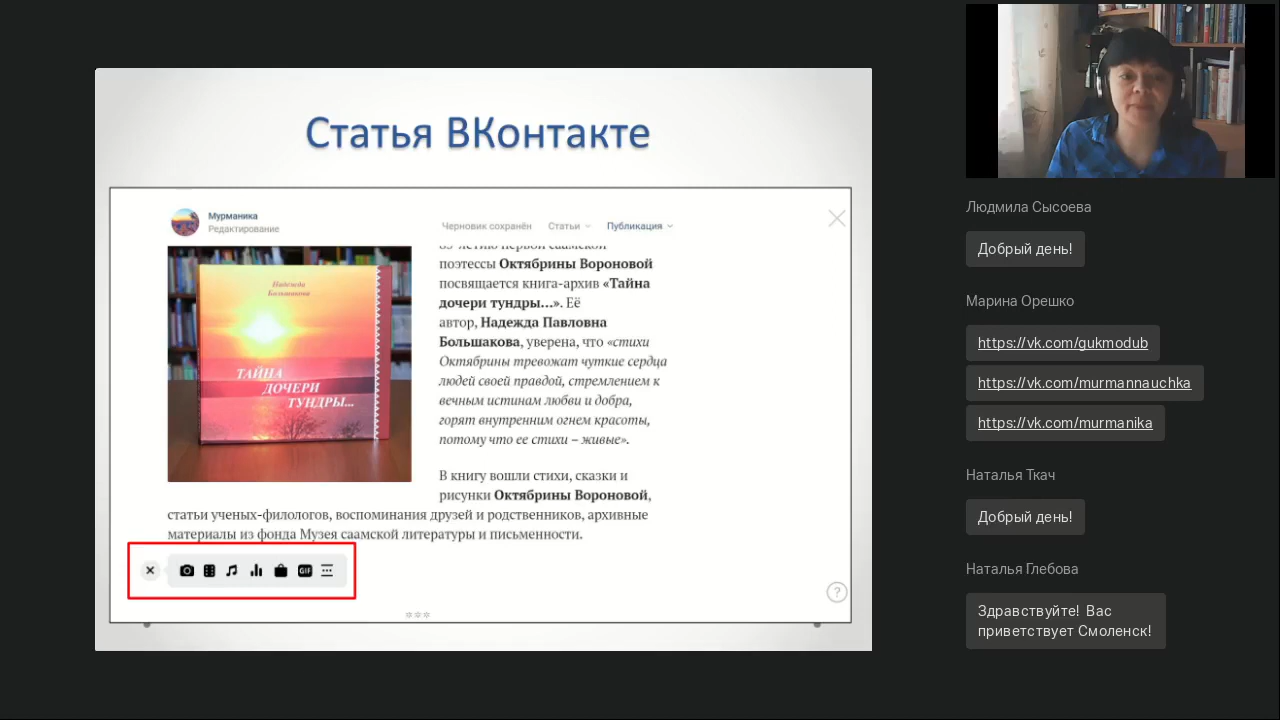 Статья ВКонтакте
Мурманика
Редактирование
Черновик сохранён Статьи Публикация
поэтессы Октябрины Вороновой
посвящается книга-архив «Тайна
дочери тундры...». Её
автор, Надежда Павловна
Большакова, уверена, что «стихи
Октябрины тревожат чуткие сердца
людей своей правдой, стремлением к
вечным истинам любви и добра,
горят внутренним огнем красоты,
потому что ее стихи – живые».
В книгу вошли стихи, сказки и
рисунки Октябрины Вороновой,
статьи ученых-филологов, воспоминания друзей и родственников, архивные
материалы из фонда Музея саамской литературы и письменности.
Надежда
Большакова
ТАЙНА
ДОЧЕРИ
ТУНДРЫ...
GIF
?
***
Людмила Сысоева
Добрый день!
Марина Орешко
https://vk.com/gukmodub
https://vk.com/murmannauchka
https://vk.com/murmanika
Наталья Ткач
Добрый день!
Наталья Глебова
Здравствуйте! Вас
приветствует Смоленск!